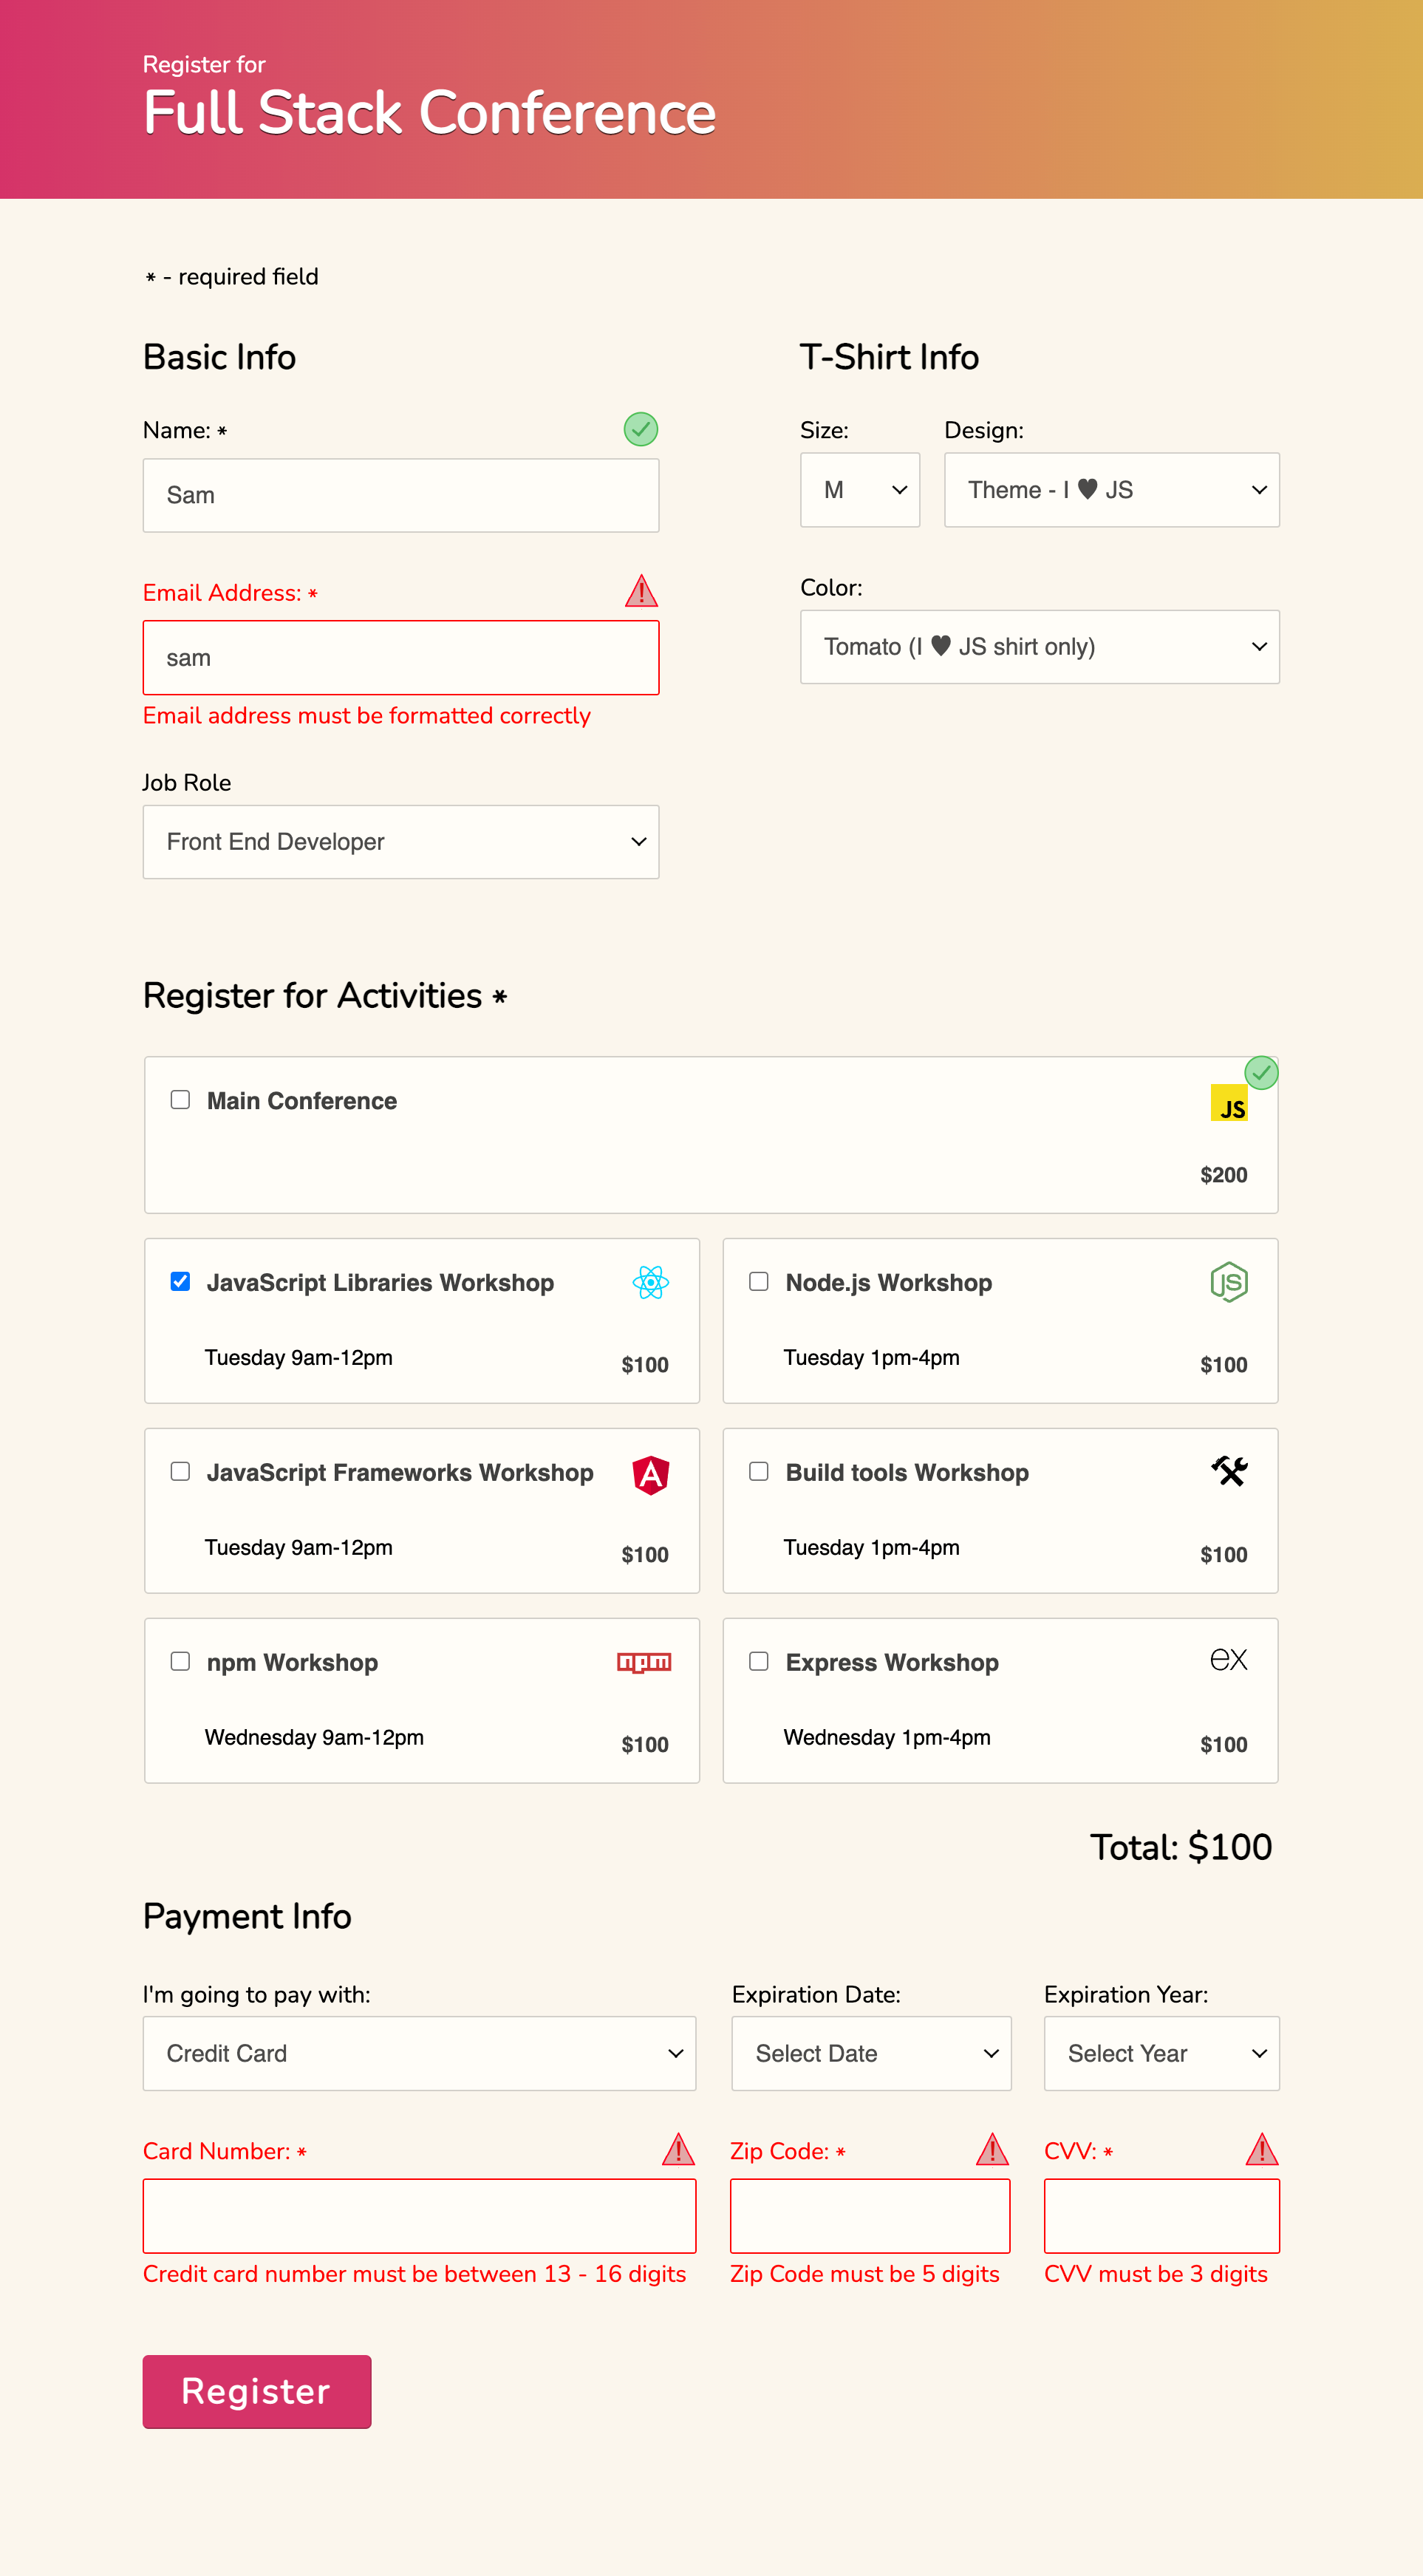 Register for
Full Stack Conference
* - required field
Basic Info
Name: *
Sam
Email Address: *
sam
Email address must be formatted correctly
Job Role
Front End Developer
T-Shirt Info
Size:
M
Design:
Theme - I ♥ JS
Color:
Tomato (I ♥ JS shirt only)
Register for Activities *
Main Conference
JS
$200
JavaScript Libraries Workshop
Tuesday 9am-12pm
$100
Node.js Workshop
JS
Tuesday 1pm-4pm
$100
JavaScript Frameworks Workshop
A
Tuesday 9am-12pm
$100
Build tools Workshop
Tuesday 1pm-4pm
$100
npm Workshop
npm
Wednesday 9am-12pm
$100
Express Workshop
ex
Wednesday 1pm-4pm
$100
Total: $100
Payment Info
I'm going to pay with:
Credit Card
Expiration Date:
Select Date
Expiration Year:
Select Year
Card Number: *
Credit card number must be between 13 - 16 digits
Zip Code: *
Zip Code must be 5 digits
CVV: *
CVV must be 3 digits
Register